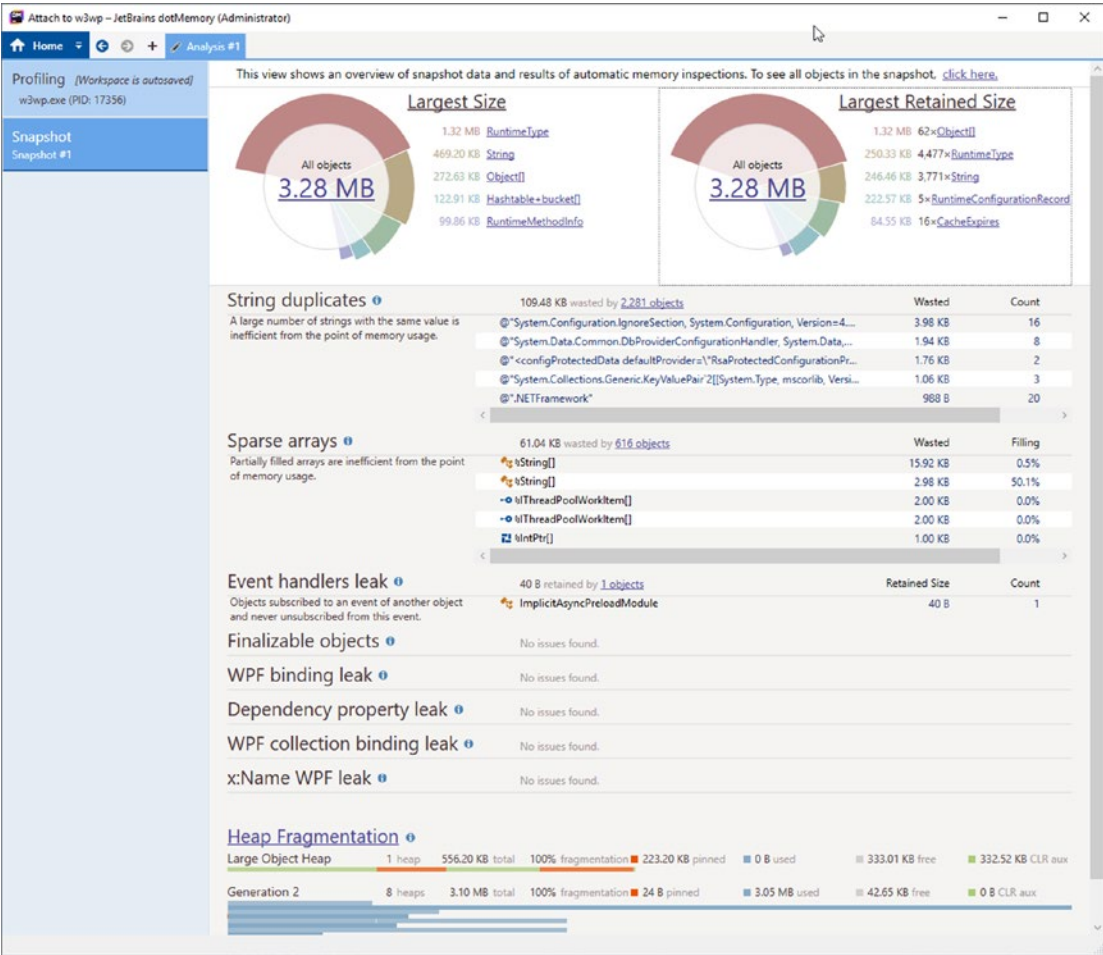 Attach to w3wp – JetBrains dotMemory (Administrator)
Home
Analysis #1
Profiling [Workspace is autosaved]
w3wp.exe (PID: 17356)
Snapshot
Snapshot #1
This view shows an overview of snapshot data and results of automatic memory inspections. To see all objects in the snapshot, click here.
Largest Size
All objects
3.28 MB
1.32 MB RuntimeType
469.20 KB String
272.63 KB Object[]
122.91 KB Hashtable+bucket[]
99.86 KB RuntimeMethodInfo
Largest Retained Size
All objects
3.28 MB
1.32 MB 62×Object[]
250.33 KB 4,477×RuntimeType
246.46 KB 3,771×String
222.57 KB 5×RuntimeConfigurationRecord
84.55 KB 16×CacheExpires
String duplicates
109.48 KB wasted by 2,281 objects Wasted Count
A large number of strings with the same value is
inefficient from the point of memory usage.
@"System.Configuration.IgnoreSection, System.Configuration, Version=4.... 3.98 KB 16
@"System.Data.Common.DbProviderConfigurationHandler, System.Data,... 1.94 KB 8
@"<configProtectedData defaultProvider=\"RsaProtectedConfigurationPr... 1.76 KB 2
@"System.Collections.Generic.KeyValuePair`2[[System.Type, mscorlib, Versi... 1.06 KB 3
@".NETFramework" 988 B 20
Sparse arrays
61.04 KB wasted by 616 objects Wasted Filling
Partially filled arrays are inefficient from the point
of memory usage.
String[] 15.92 KB 0.5%
String[] 2.98 KB 50.1%
IThreadPoolWorkItem[] 2.00 KB 0.0%
IThreadPoolWorkItem[] 2.00 KB 0.0%
IntPtr[] 1.00 KB 0.0%
Event handlers leak
40 B retained by 1 objects Retained Size Count
Objects subscribed to an event of another object
and never unsubscribed from this event.
ImplicitAsyncPreloadModule 40 B 1
Finalizable objects No issues found.
WPF binding leak No issues found.
Dependency property leak No issues found.
WPF collection binding leak No issues found.
x:Name WPF leak No issues found.
Heap Fragmentation
Large Object Heap 1 heap 556.20 KB total 100% fragmentation 223.20 KB pinned 0 B used 333.01 KB free 332.52 KB CLR aux
Generation 2 8 heaps 3.10 MB total 100% fragmentation 24 B pinned 3.05 MB used 42.65 KB free 0 B CLR aux